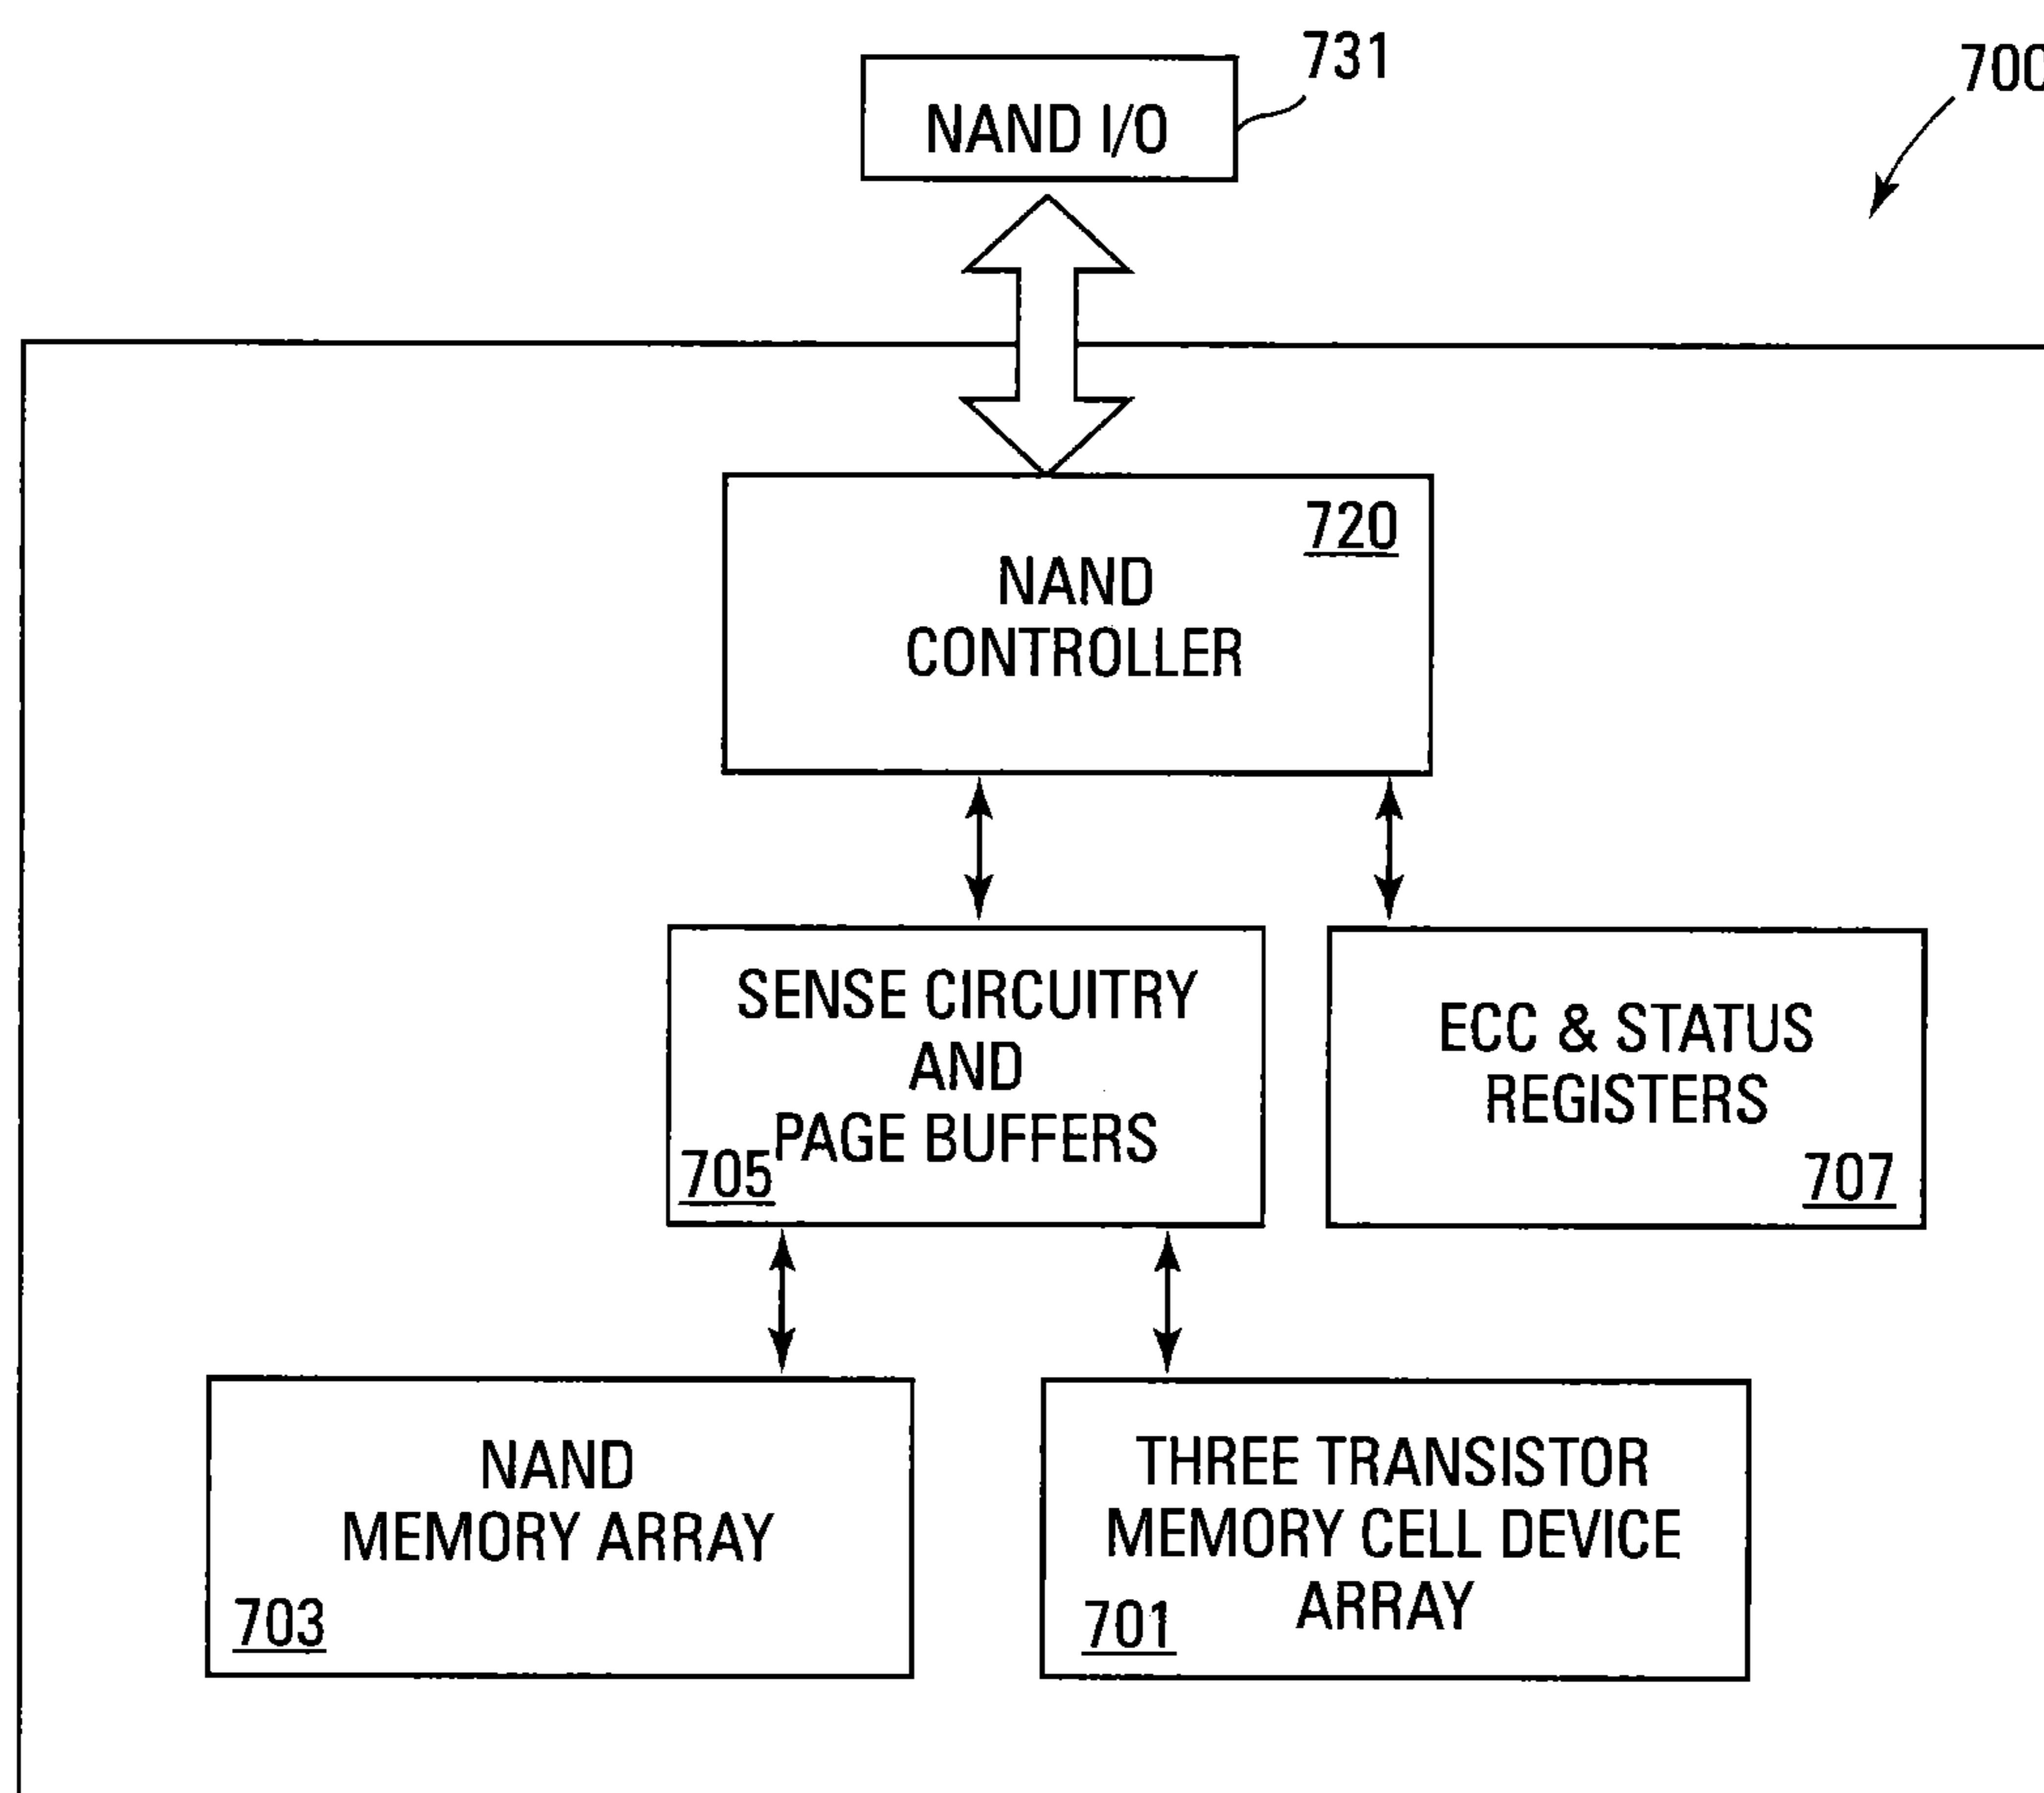 731
700
NAND I/O
720
NAND
CONTROLLER
SENSE CIRCUITRY
AND
PAGE BUFFERS
705
ECC & STATUS
REGISTERS
707
NAND
MEMORY ARRAY
703
THREE TRANSISTOR
MEMORY CELL DEVICE
ARRAY
701